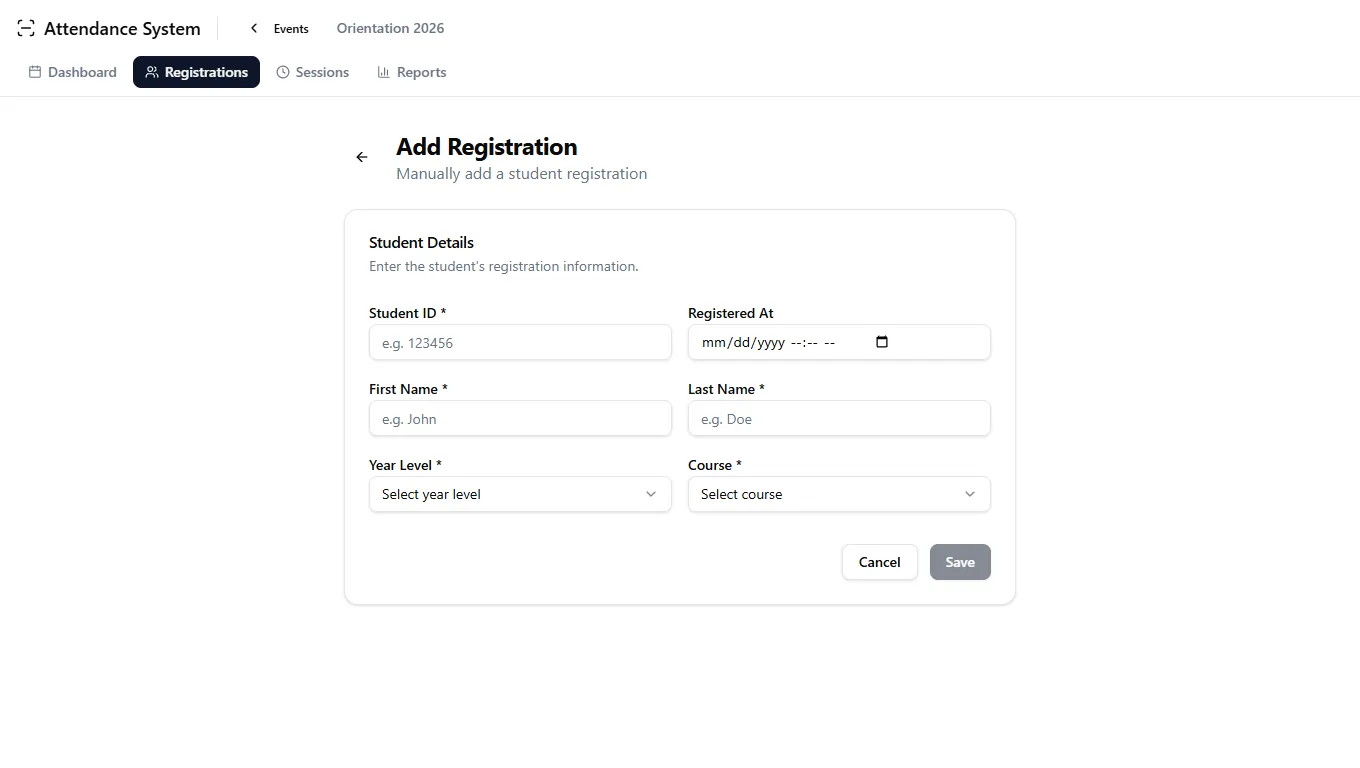 Attendance System
Events
Orientation 2026
Dashboard
Registrations
Sessions
Reports
Add Registration
Manually add a student registration
Student Details
Enter the student's registration information.
Student ID *
Registered At
e.g. 123456
mm/dd/yyyy --:-- --
First Name *
Last Name *
e.g. John
e.g. Doe
Year Level *
Course *
Select year level
Select course
Cancel
Save